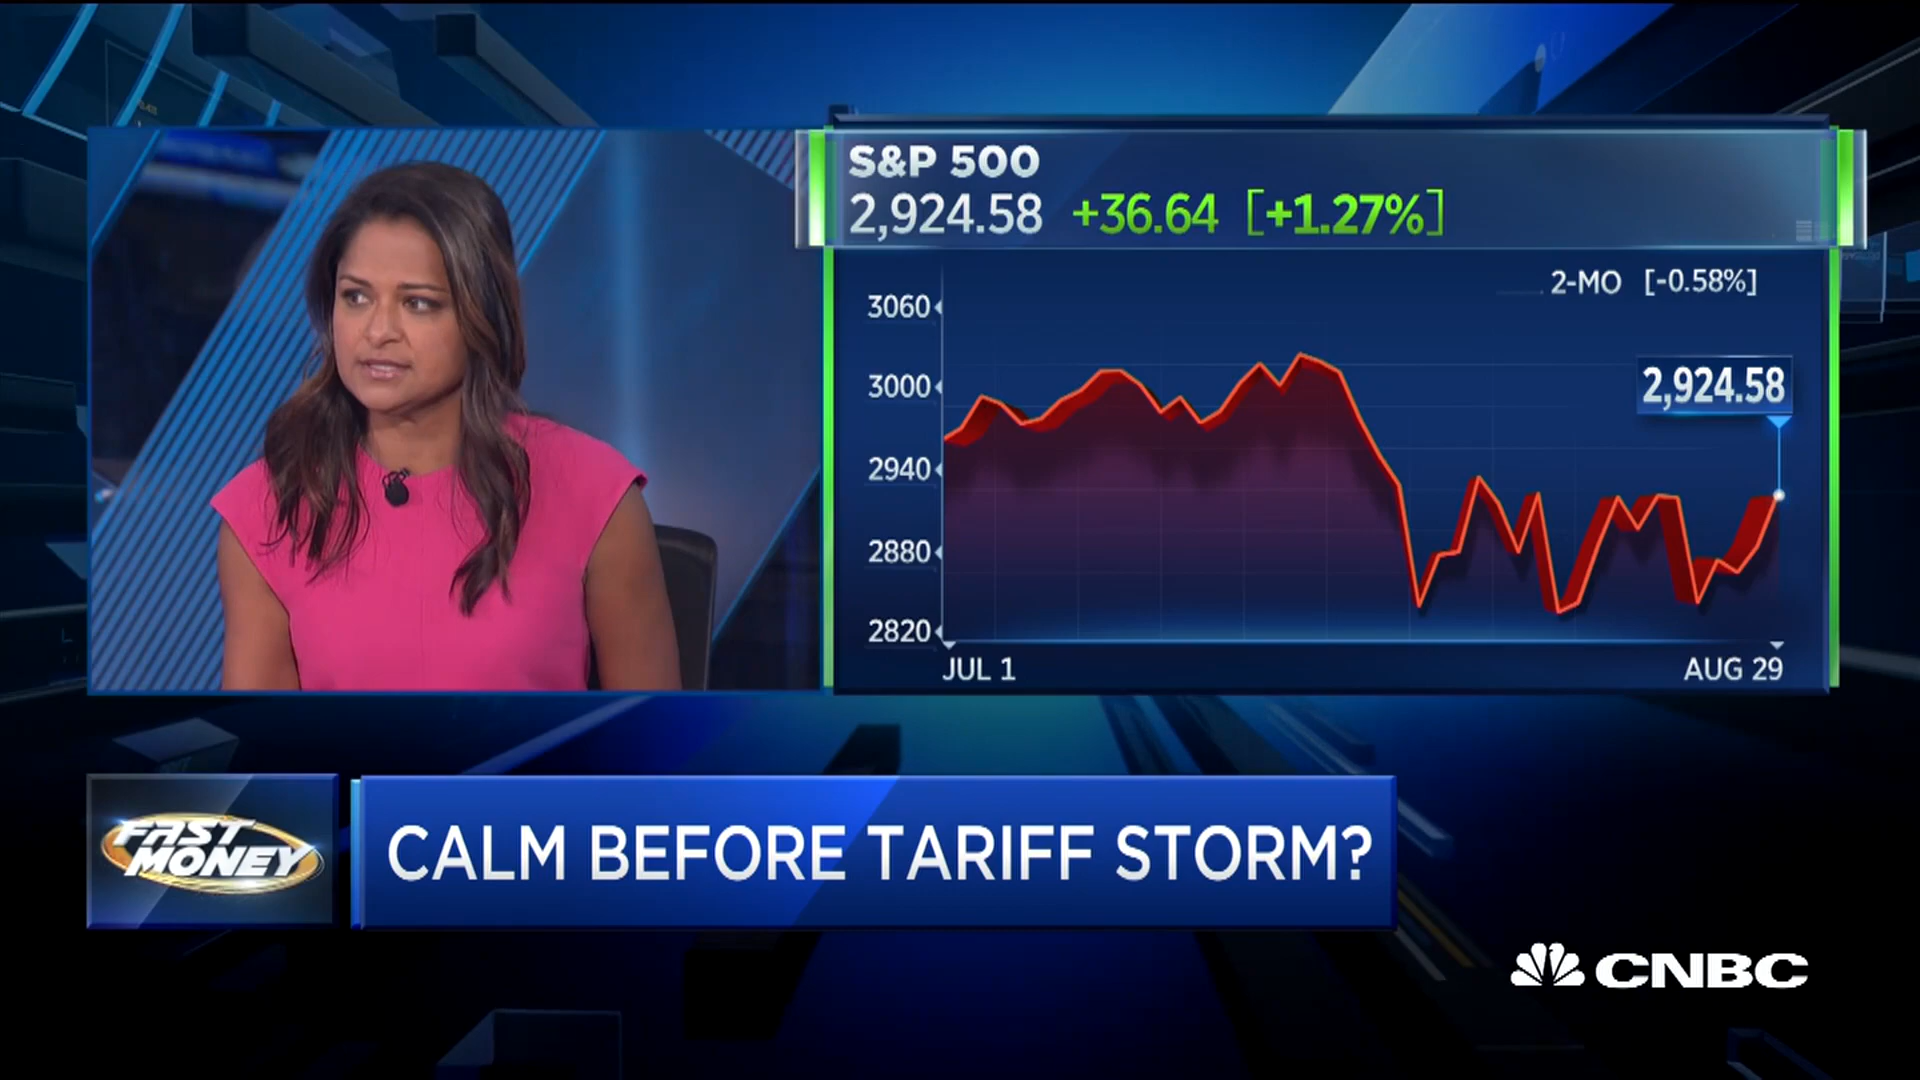 S&P 500
2,924.58 +36.64 [+1.27%]
2-MO [-0.58%]
3060
3000
2940
2880
2820
2,924.58
JUL 1
AUG 29
FAST
MONEY
CALM BEFORE TARIFF STORM?
CNBC